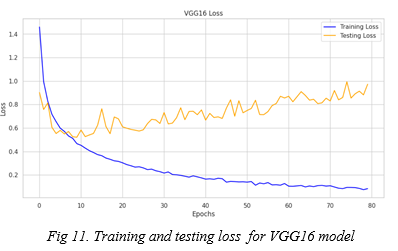 VGG16 Loss
Training Loss
Testing Loss
1.4
1.2
1.0
0.8
0.6
0.4
0.2
Loss
0 10 20 30 40 50 60 70 80
Epochs
Fig 11. Training and testing loss for VGG16 model